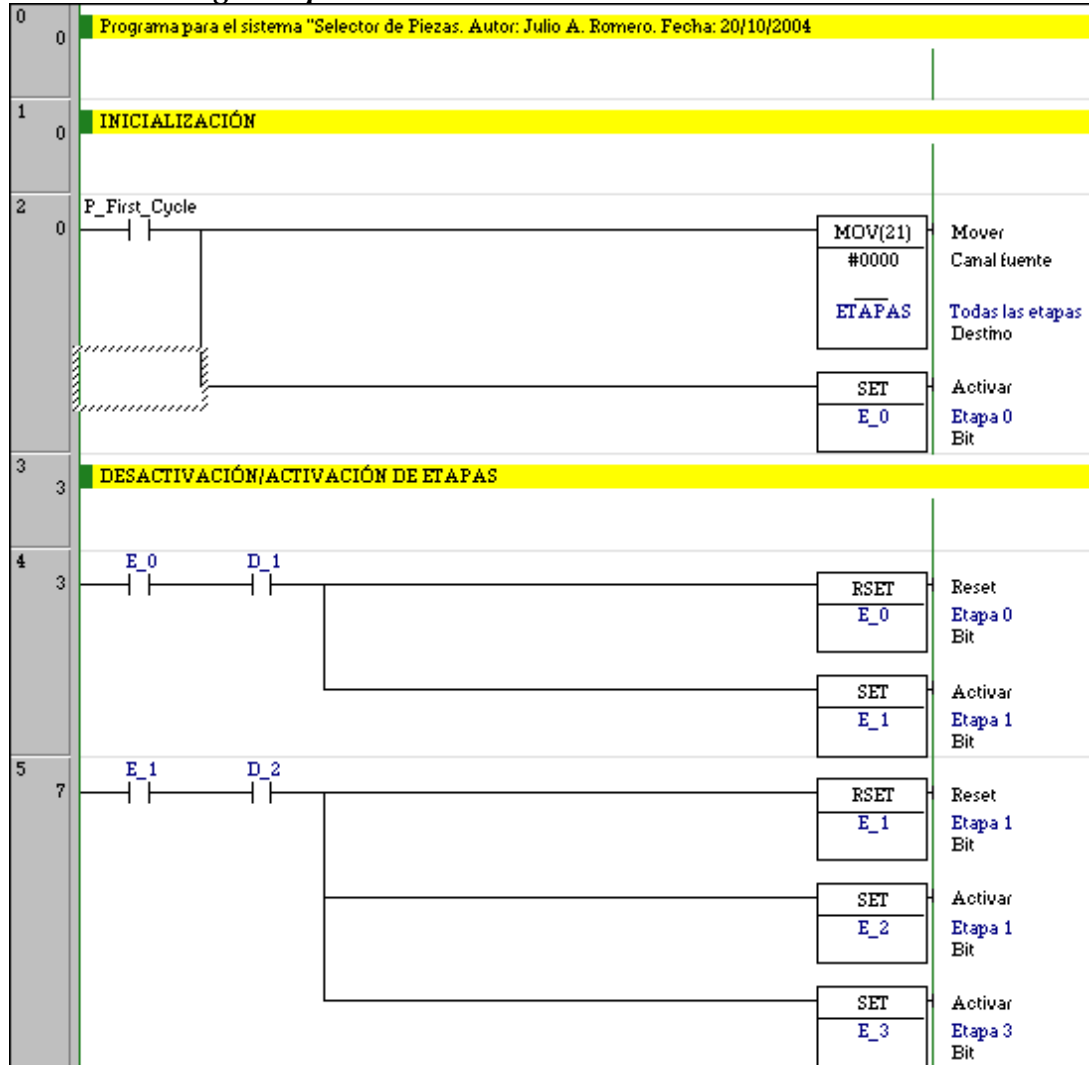 0
0
Programa para el sistema "Selector de Piezas. Autor: Julio A. Romero. Fecha: 20/10/2004
1
0
INICIALIZACIÓN
2
0
P_First_Cycle
MOV(21)
Mover
#0000
Canal fuente
ETAPAS
Todas las etapas
Destino
SET
Activar
E_0
Etapa 0
Bit
3
3
DESACTIVACIÓN/ACTIVACIÓN DE ETAPAS
4
3
E_0 D_1
RSET
Reset
E_0
Etapa 0
Bit
SET
Activar
E_1
Etapa 1
Bit
5
7
E_1 D_2
RSET
Reset
E_1
Etapa 1
Bit
SET
Activar
E_2
Etapa 1
Bit
SET
Activar
E_3
Etapa 3
Bit